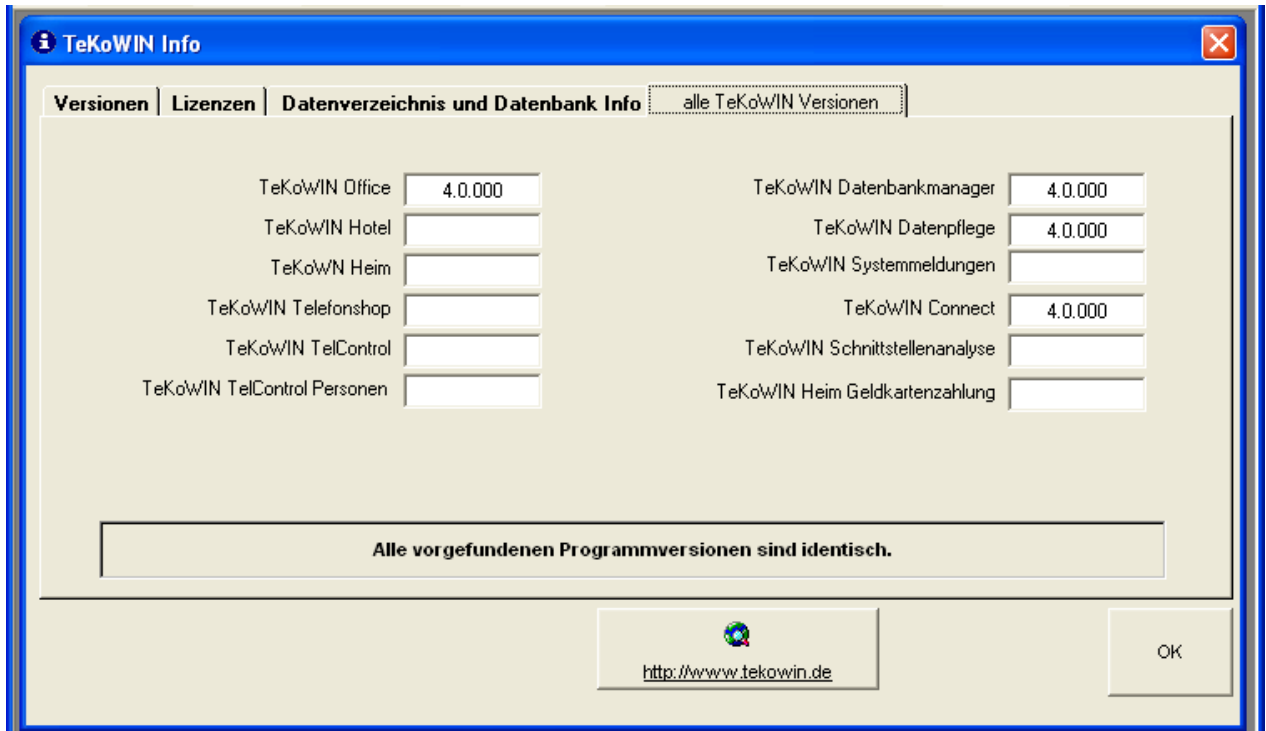 TeKoWIN Info
Versionen Lizenzen Datenverzeichnis und Datenbank Info alle TeKoWIN Versionen
TeKoWIN Office 4.0.000 TeKoWIN Datenbankmanager 4.0.000
TeKoWIN Hotel TeKoWIN Datenpflege 4.0.000
TeKoWN Heim TeKoWIN Systemmeldungen
TeKoWIN Telefonshop TeKoWIN Connect 4.0.000
TeKoWIN TelControl TeKoWIN Schnittstellenanalyse
TeKoWIN TelControl Personen TeKoWIN Heim Geldkartenzahlung
Alle vorgefundenen Programmversionen sind identisch.
http://www.tekowin.de
OK